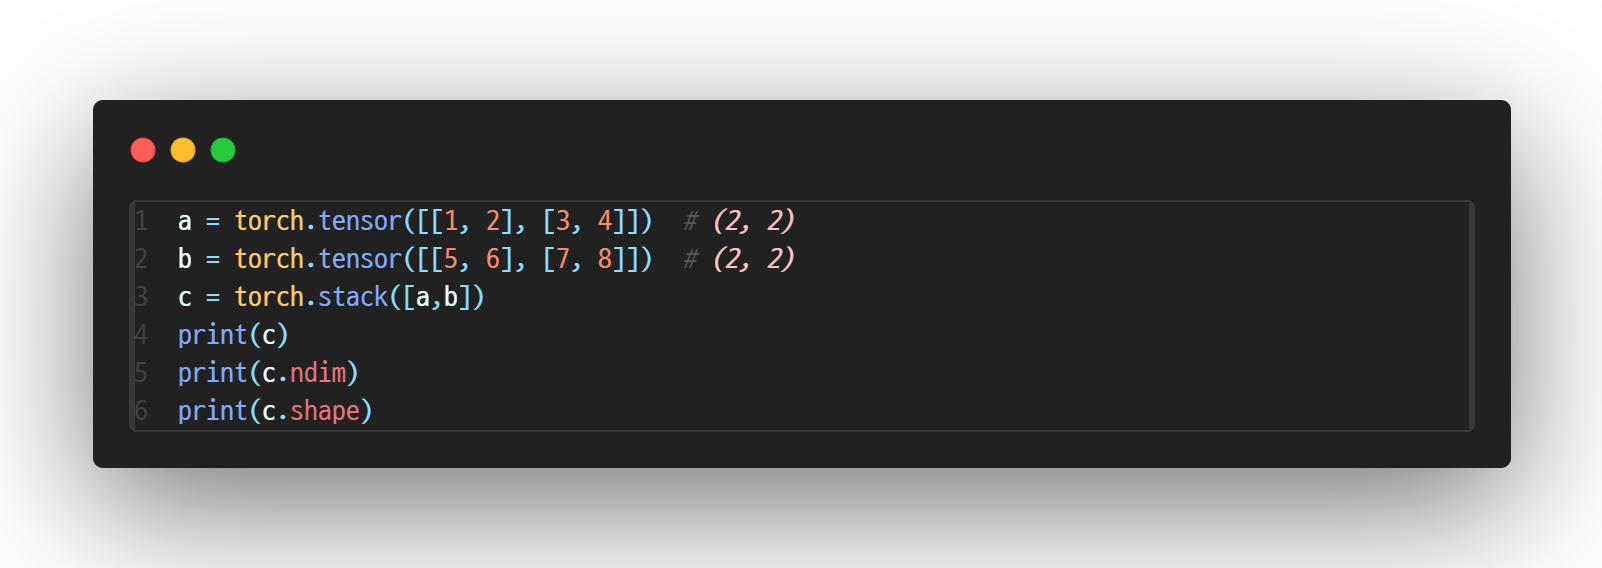 1 a = torch.tensor([[1, 2], [3, 4]])  # (2, 2)
2 b = torch.tensor([[5, 6], [7, 8]])  # (2, 2)
3 c = torch.stack([a,b])
4 print(c)
5 print(c.ndim)
6 print(c.shape)